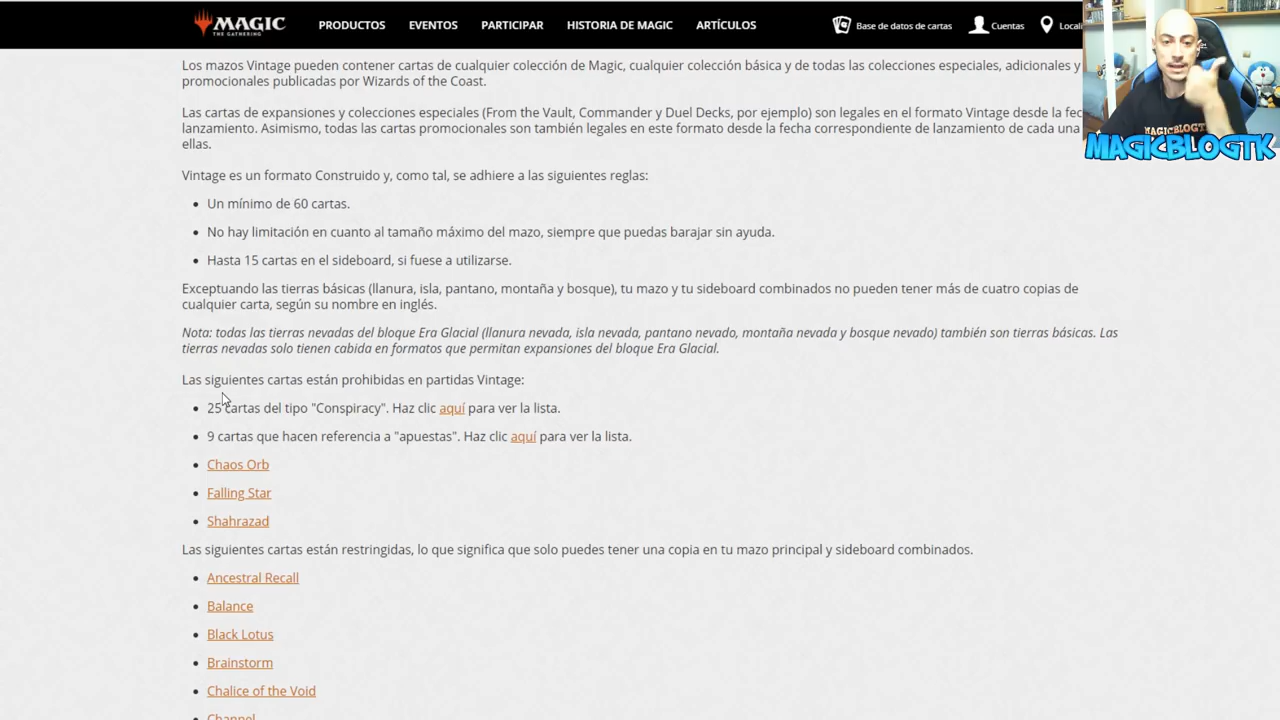 MAGIC
THE GATHERING
PRODUCTOS
EVENTOS
PARTICIPAR
HISTORIA DE MAGIC
ARTÍCULOS
Base de datos de cartas
Cuentas
Los mazos Vintage pueden contener cartas de cualquier colección de Magic, cualquier colección básica y de todas las colecciones especiales, adicionales y
promocionales publicadas por Wizards of the Coast.
Las cartas de expansiones y colecciones especiales (From the Vault, Commander y Duel Decks, por ejemplo) son legales en el formato Vintage desde la
lanzamiento. Asimismo, todas las cartas promocionales son también legales en este formato desde la fecha correspondiente de lanzamiento de cada una
ellas.
Vintage es un formato Construido y, como tal, se adhiere a las siguientes reglas:
• Un mínimo de 60 cartas.
• No hay limitación en cuanto al tamaño máximo del mazo, siempre que puedas barajar sin ayuda.
• Hasta 15 cartas en el sideboard, si fuese a utilizarse.
Exceptuando las tierras básicas (llanura, isla, pantano, montaña y bosque), tu mazo y tu sideboard combinados no pueden tener más de cuatro copias de
cualquier carta, según su nombre en inglés.
Nota: todas las tierras nevadas del bloque Era Glacial (llanura nevada, isla nevada, pantano nevado, montaña nevada y bosque nevado) también son tierras básicas. Las
tierras nevadas solo tienen cabida en formatos que permitan expansiones del bloque Era Glacial.
Las siguientes cartas están prohibidas en partidas Vintage:
• 25 cartas del tipo "Conspiracy". Haz clic aquí para ver la lista.
• 9 cartas que hacen referencia a "apuestas". Haz clic aquí para ver la lista.
• Chaos Orb
• Falling Star
• Shahrazad
Las siguientes cartas están restringidas, lo que significa que solo puedes tener una copia en tu mazo principal y sideboard combinados.
• Ancestral Recall
• Balance
• Black Lotus
• Brainstorm
• Chalice of the Void
• Channel
MAGICBLOGTK
MAGICBLOGTK